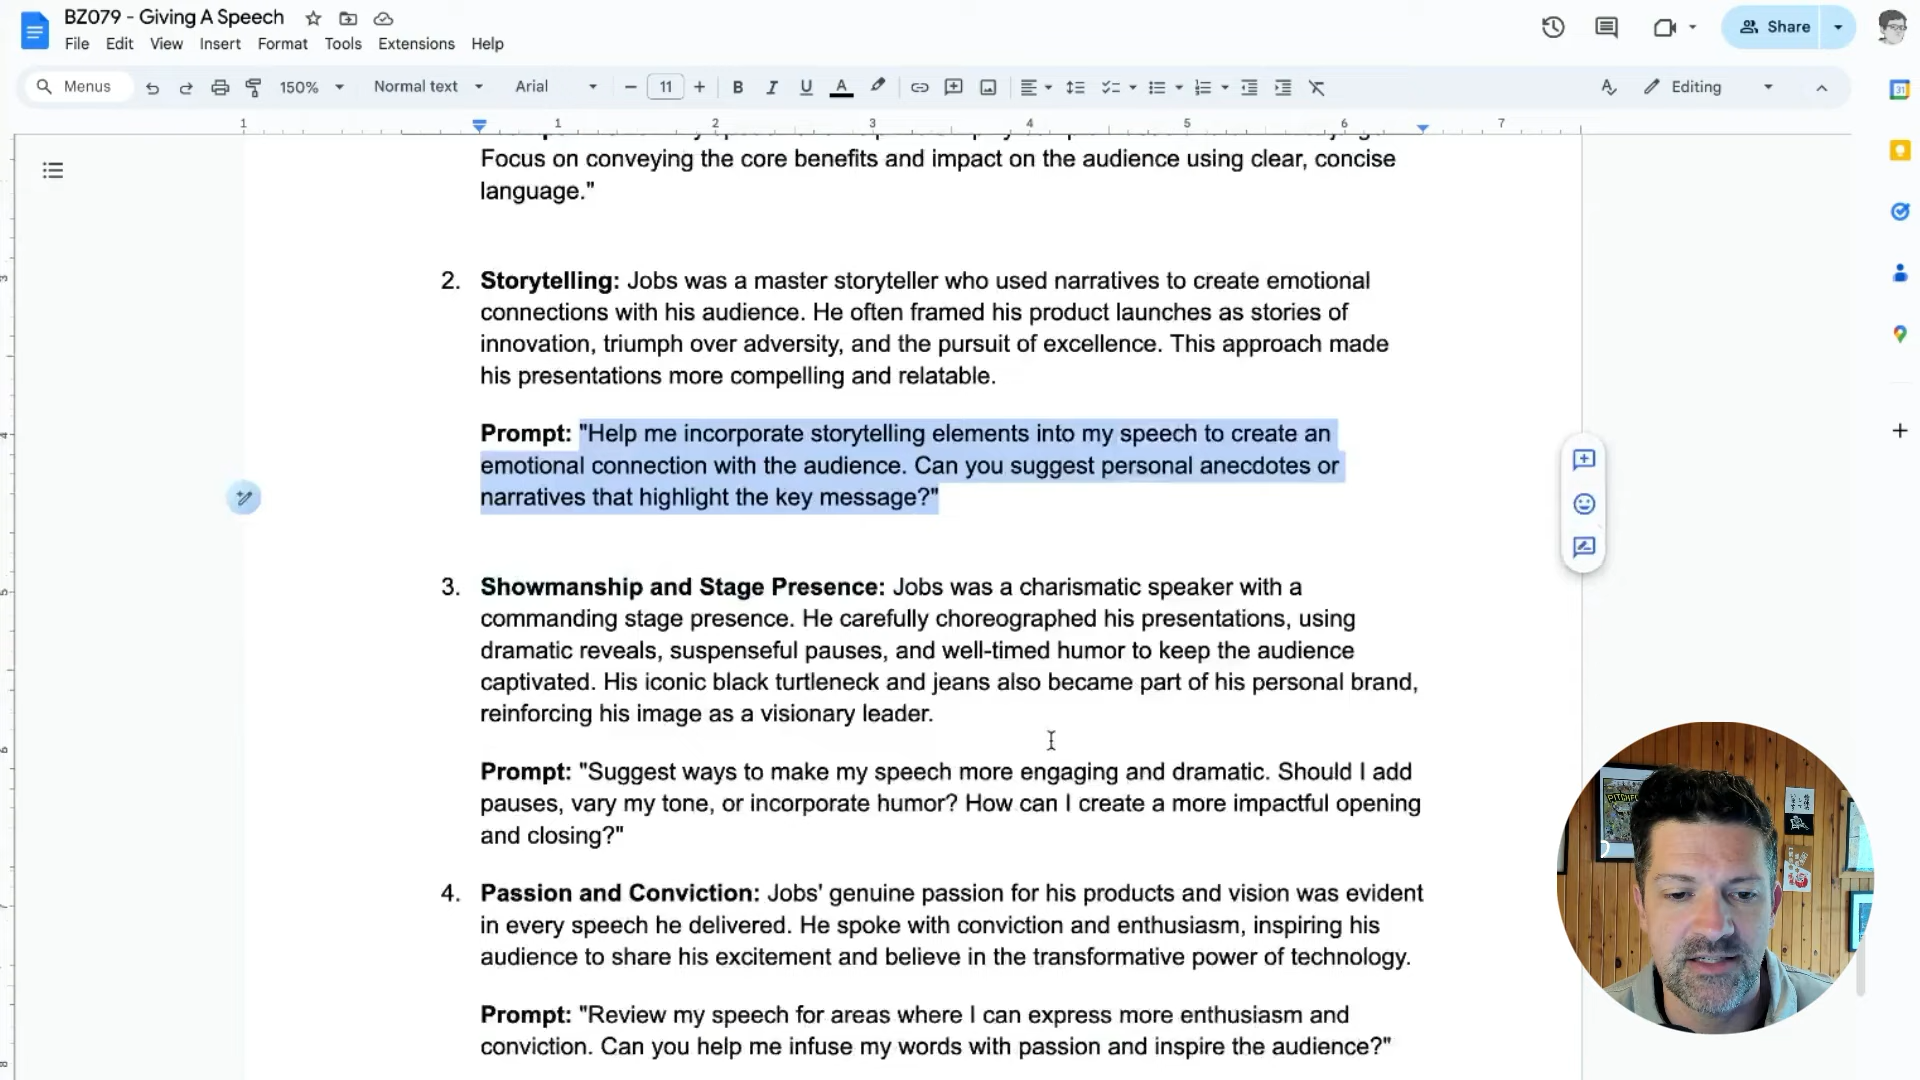 BZ079 - Giving A Speech
File Edit View Insert Format Tools Extensions Help
Share
Menus 150% Normal text Arial 11 Editing
1 1 2 3 4 5 6 7
Focus on conveying the core benefits and impact on the audience using clear, concise
language."
2. Storytelling: Jobs was a master storyteller who used narratives to create emotional
connections with his audience. He often framed his product launches as stories of
innovation, triumph over adversity, and the pursuit of excellence. This approach made
his presentations more compelling and relatable.
Prompt: "Help me incorporate storytelling elements into my speech to create an
emotional connection with the audience. Can you suggest personal anecdotes or
narratives that highlight the key message?"
3. Showmanship and Stage Presence: Jobs was a charismatic speaker with a
commanding stage presence. He carefully choreographed his presentations, using
dramatic reveals, suspenseful pauses, and well-timed humor to keep the audience
captivated. His iconic black turtleneck and jeans also became part of his personal brand,
reinforcing his image as a visionary leader.
Prompt: "Suggest ways to make my speech more engaging and dramatic. Should I add
pauses, vary my tone, or incorporate humor? How can I create a more impactful opening
and closing?"
4. Passion and Conviction: Jobs' genuine passion for his products and vision was evident
in every speech he delivered. He spoke with conviction and enthusiasm, inspiring his
audience to share his excitement and believe in the transformative power of technology.
Prompt: "Review my speech for areas where I can express more enthusiasm and
conviction. Can you help me infuse my words with passion and inspire the audience?"